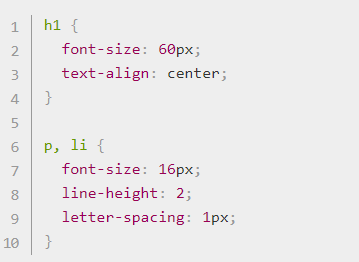 1 h1 {
2   font-size: 60px;
3   text-align: center;
4 }
5
6 p, li {
7   font-size: 16px;
8   line-height: 2;
9   letter-spacing: 1px;
10 }